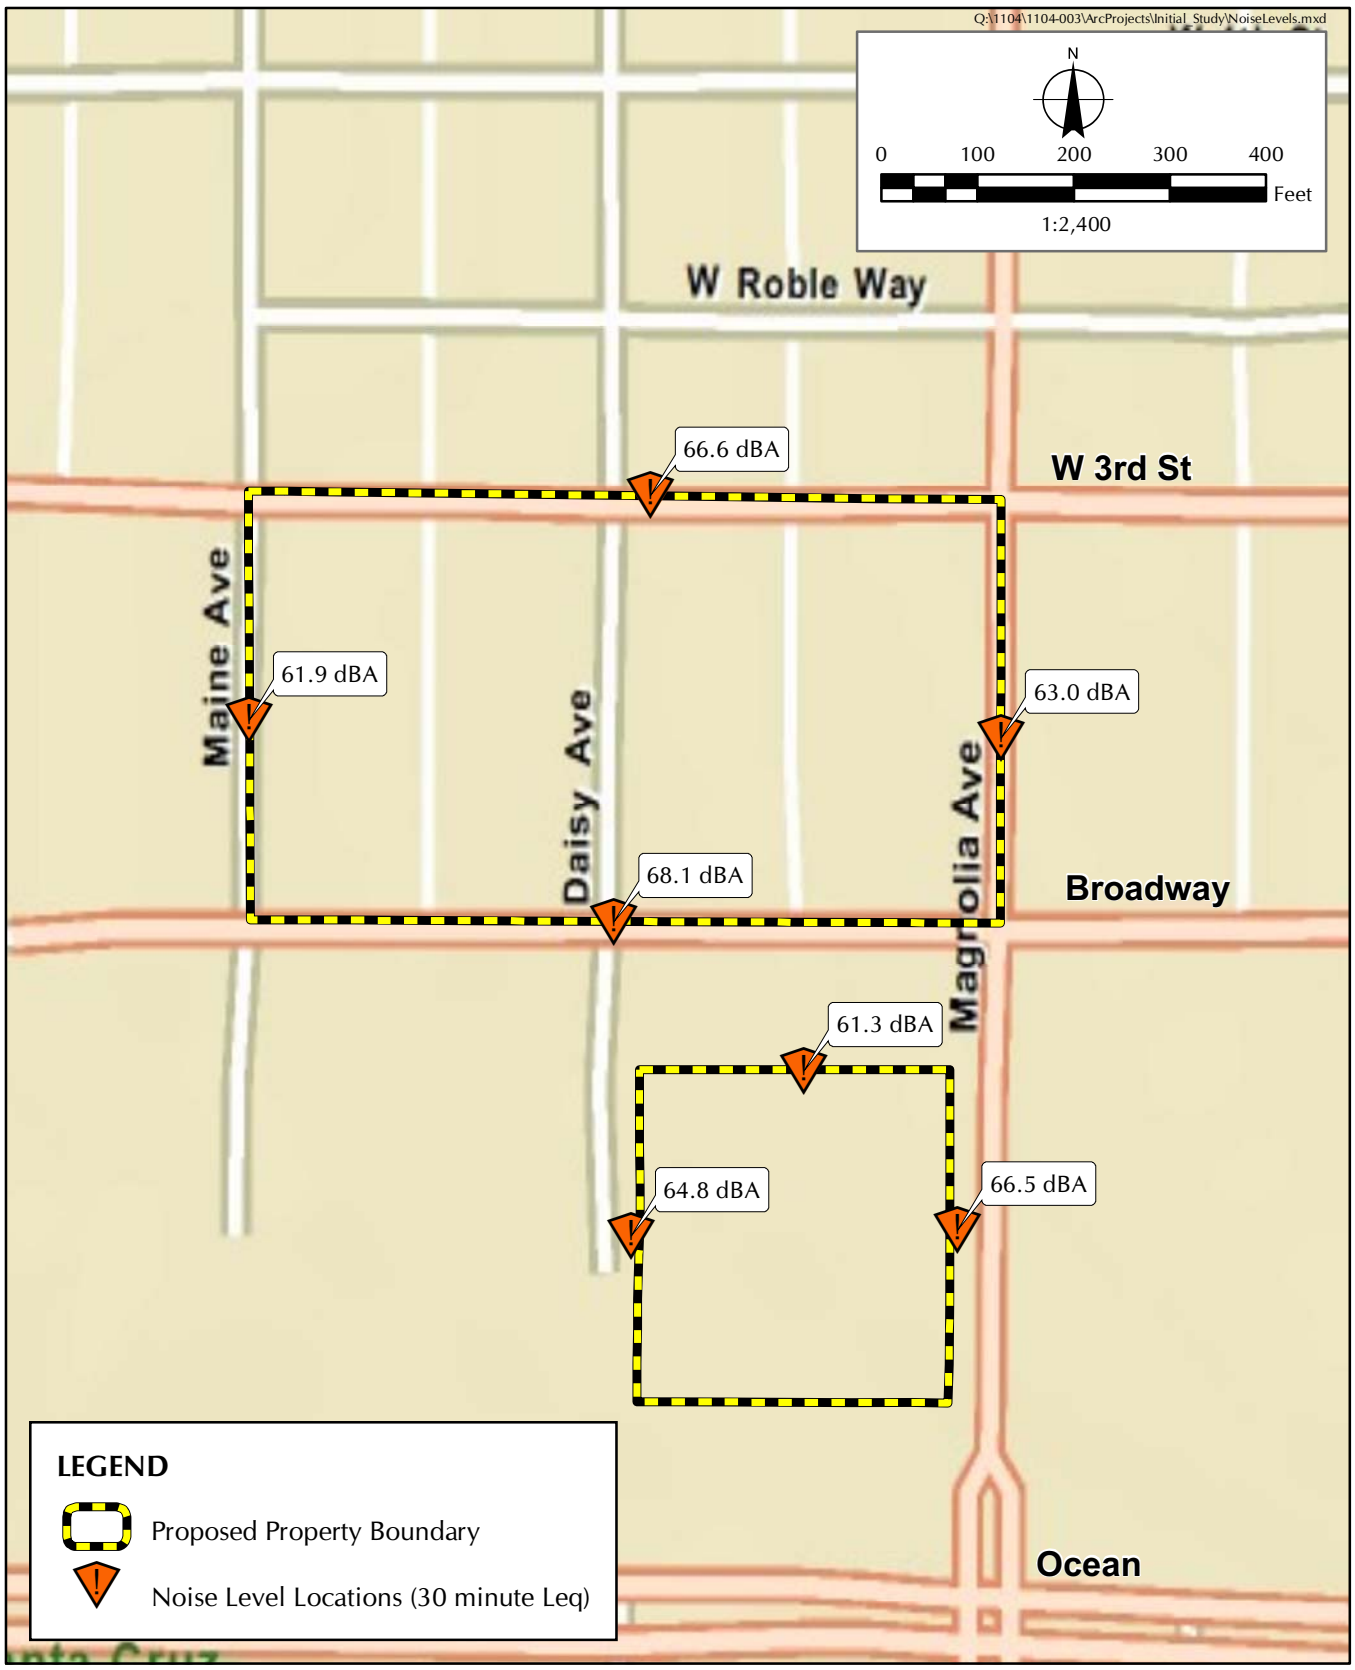 Q:\1104\1104-003\ArcProjects\Initial_Study\NoiseLevels.mxd
N
0 100 200 300 400
Feet
1:2,400
W Roble Way
66.6 dBA
W 3rd St
Maine Ave
61.9 dBA
63.0 dBA
Daisy Ave
Magnolia Ave
68.1 dBA
Broadway
61.3 dBA
64.8 dBA
66.5 dBA
LEGEND
Proposed Property Boundary
Noise Level Locations (30 minute Leq)
Ocean
Cruz